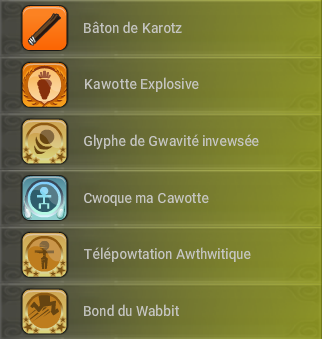 Bâton de Karotz
Kawotte Explosive
Glyphe de Gwavité invewsée
Cwoque ma Cawotte
Télépowtation Awthwitique
Bond du Wabbit